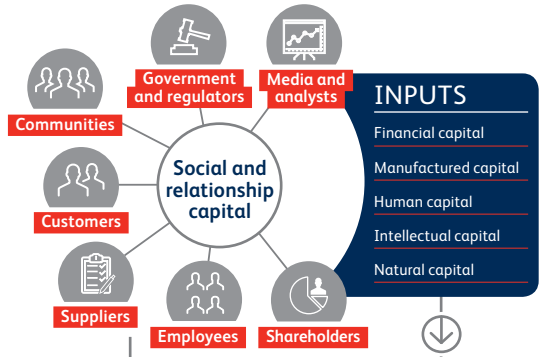 Government
and regulators
Media and
analysts
Communities
Customers
Suppliers
Employees
Shareholders
Social and
relationship
capital
INPUTS
Financial capital
Manufactured capital
Human capital
Intellectual capital
Natural capital